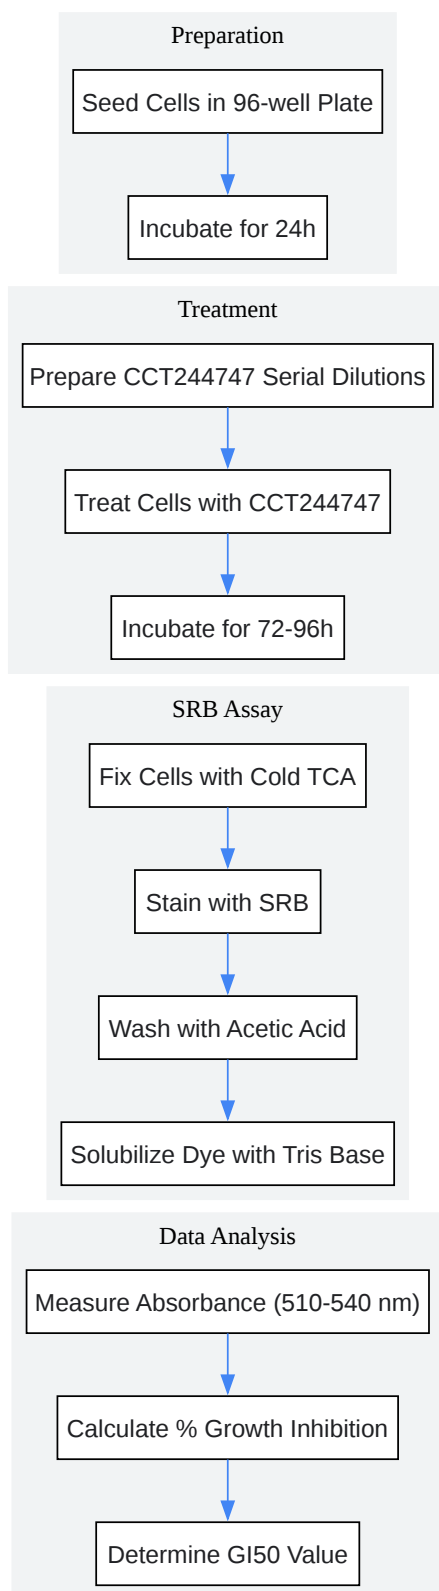 Preparation
Seed Cells in 96-well Plate
Incubate for 24h
Treatment
Prepare CCT244747 Serial Dilutions
Treat Cells with CCT244747
Incubate for 72-96h
SRB Assay
Fix Cells with Cold TCA
Stain with SRB
Wash with Acetic Acid
Solubilize Dye with Tris Base
Data Analysis
Measure Absorbance (510-540 nm)
Calculate % Growth Inhibition
Determine GI50 Value